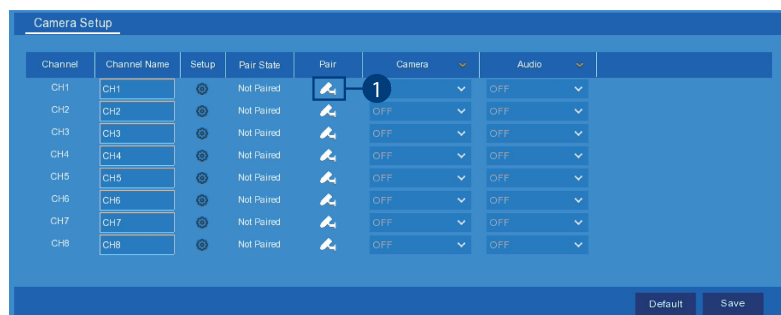 Camera Setup
Channel Channel Name Setup Pair State Pair Camera Audio
CH1 CH1 Not Paired 1 OFF
CH2 CH2 Not Paired OFF OFF
CH3 CH3 Not Paired OFF OFF
CH4 CH4 Not Paired OFF OFF
CH5 CH5 Not Paired OFF OFF
CH6 CH6 Not Paired OFF OFF
CH7 CH7 Not Paired OFF OFF
CH8 CH8 Not Paired OFF OFF
Default Save